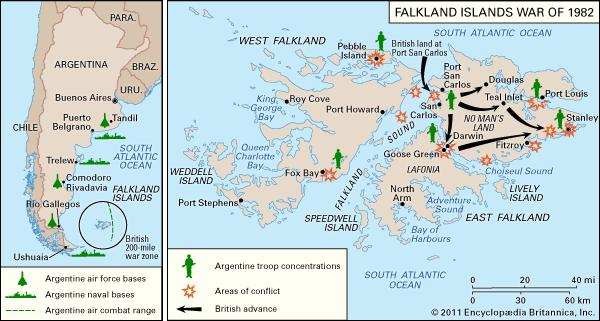 PARA.
ARGENTINA
BRAZ.
URU.
Buenos Aires
Puerto
Belgrano
Tandil
CHILE
SOUTH
ATLANTIC
OCEAN
Trelew
Comodoro
Rivadavia
FALKLAND
ISLANDS
Río Gallegos
British
200-mile
war zone
Ushuaia
Argentine air force bases
Argentine naval bases
Argentine air combat range
FALKLAND ISLANDS WAR OF 1982
SOUTH ATLANTIC OCEAN
WEST FALKLAND
Pebble
Island
British land at
Port San Carlos
Port
San
Carlos
Douglas
Teal Inlet
Port Louis
King
George
Bay
Roy Cove
Port Howard
San
Carlos
Stanley
NO MAN'S
LAND
SOUND
Darwin
Goose Green
Fitzroy
Queen
Charlotte
Bay
WEDDELL
ISLAND
Fox Bay
FALKLAND
LAFONIA
Choiseul Sound
LIVELY
ISLAND
Port Stephens
SPEEDWELL
ISLAND
North
Arm
Adventure
Sound
EAST FALKLAND
Bay of
Harbours
SOUTH
ATLANTIC OCEAN
Argentine troop concentrations
Areas of conflict
British advance
0 20 40 mi
0 30 60 km
© 2011 Encyclopædia Britannica, Inc.